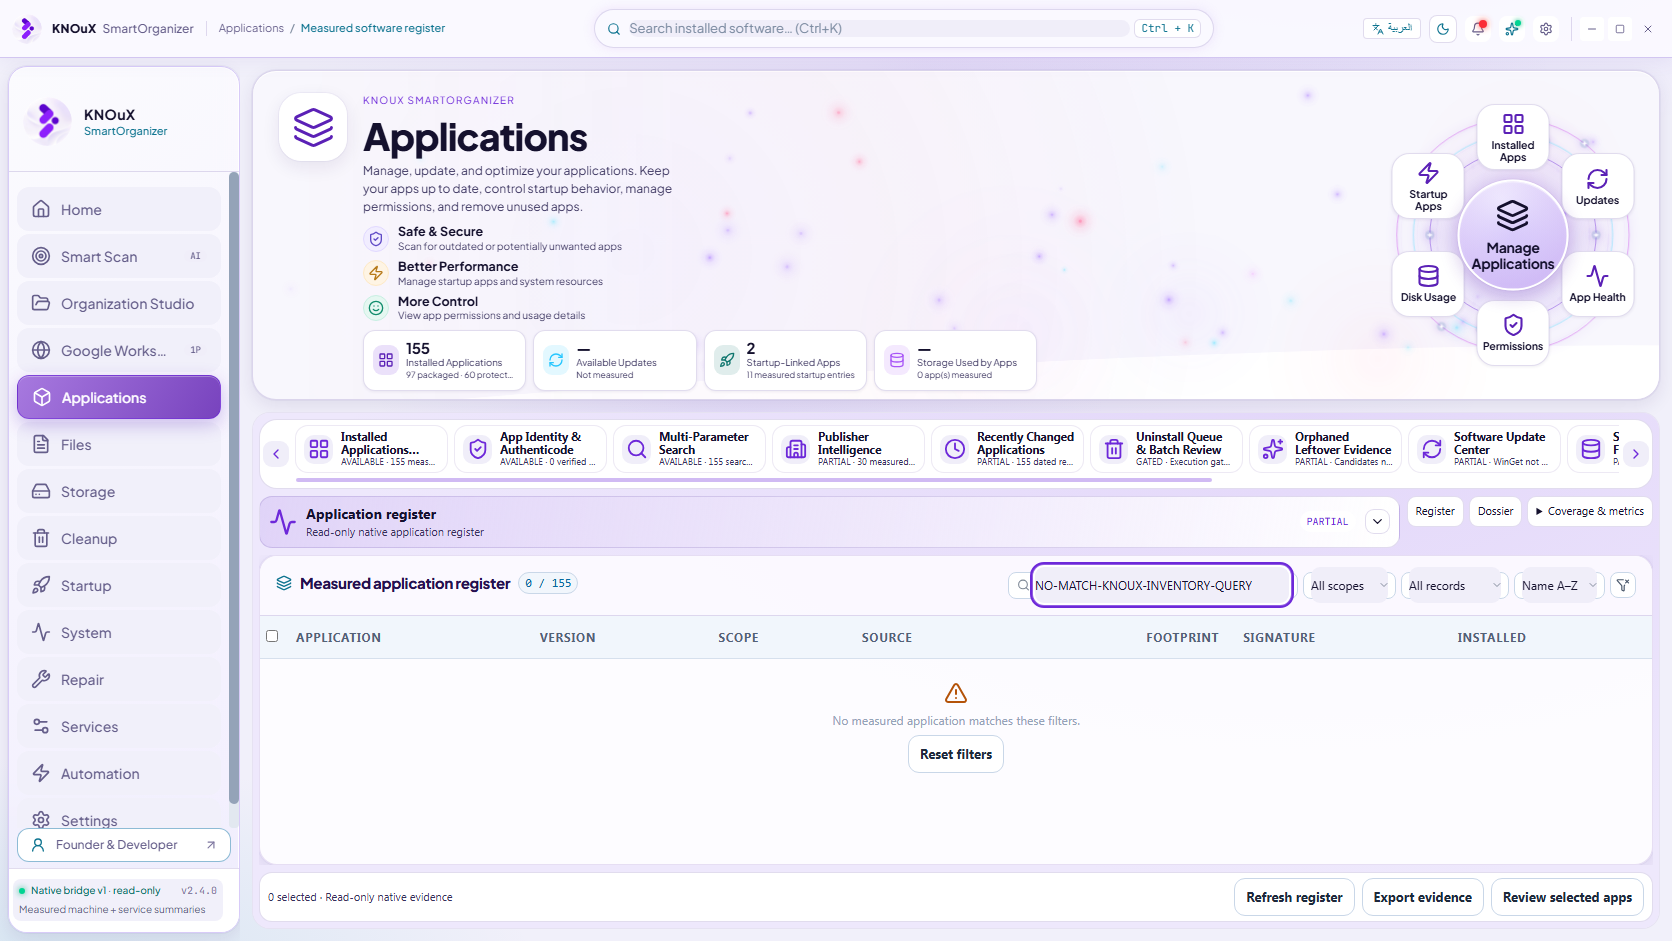 KNOuX SmartOrganizer Applications / Measured software register Search installed software... (Ctrl+K) Ctrl + K العربية
KNOuX
SmartOrganizer
Home
Smart Scan AI
Organization Studio
Google Works... 1P
Applications
Files
Storage
Cleanup
Startup
System
Repair
Services
Automation
Settings
Founder & Developer
Native bridge v1 · read-only v2.4.0
Measured machine + service summaries
KNOUX SMARTORGANIZER
Applications
Manage, update, and optimize your applications. Keep
your apps up to date, control startup behavior, manage
permissions, and remove unused apps.
Safe & Secure
Scan for outdated or potentially unwanted apps
Better Performance
Manage startup apps and system resources
More Control
View app permissions and usage details
155
Installed Applications
97 packaged · 60 protect...
—
Available Updates
Not measured
2
Startup-Linked Apps
11 measured startup entries
—
Storage Used by Apps
0 app(s) measured
Installed
Apps
Startup
Apps
Updates
Manage
Applications
Disk Usage
App Health
Permissions
Installed
Applications...
AVAILABLE · 155 meas...
App Identity &
Authenticode
AVAILABLE · 0 verified ...
Multi-Parameter
Search
AVAILABLE · 155 searc...
Publisher
Intelligence
PARTIAL · 30 measured...
Recently Changed
Applications
PARTIAL · 155 dated re...
Uninstall Queue
& Batch Review
GATED · Execution gat...
Orphaned
Leftover Evidence
PARTIAL · Candidates n...
Software Update
Center
PARTIAL · WinGet not ...
Application register
Read-only native application register
PARTIAL
Register
Dossier
Coverage & metrics
Measured application register 0 / 155
NO-MATCH-KNOUX-INVENTORY-QUERY
All scopes
All records
Name A–Z
APPLICATION VERSION SCOPE SOURCE FOOTPRINT SIGNATURE INSTALLED
No measured application matches these filters.
Reset filters
0 selected · Read-only native evidence
Refresh register
Export evidence
Review selected apps